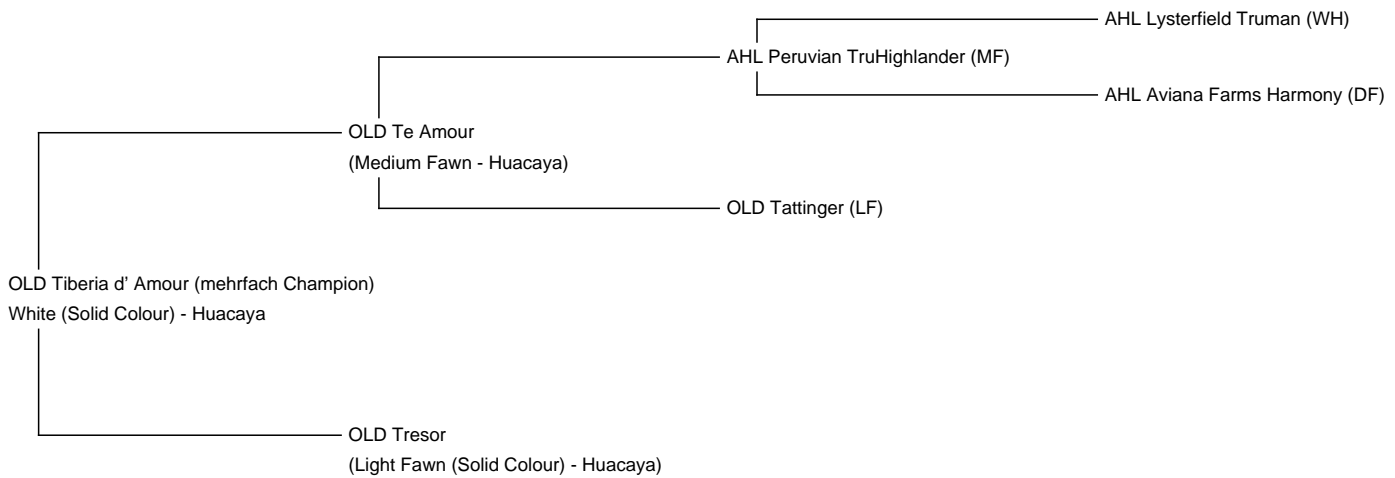 AHL Lysterfield Truman (WH)
AHL Peruvian TruHighlander (MF)
AHL Aviana Farms Harmony (DF)
OLD Te Amour
(Medium Fawn - Huacaya)
OLD Tattinger (LF)
OLD Tiberia d' Amour (mehrfach Champion)
White (Solid Colour) - Huacaya
OLD Tresor
(Light Fawn (Solid Colour) - Huacaya)